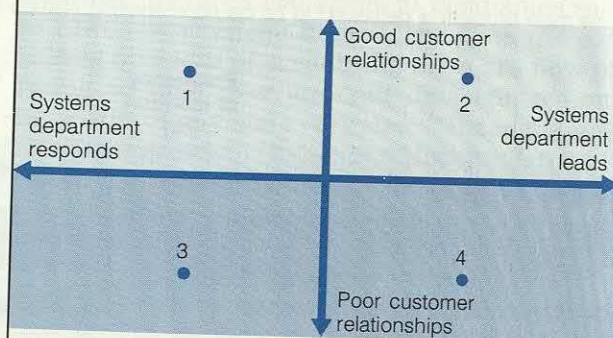 Good customer
relationships
1
2
Systems
department
responds
Systems
department
leads
3
4
Poor customer
relationships